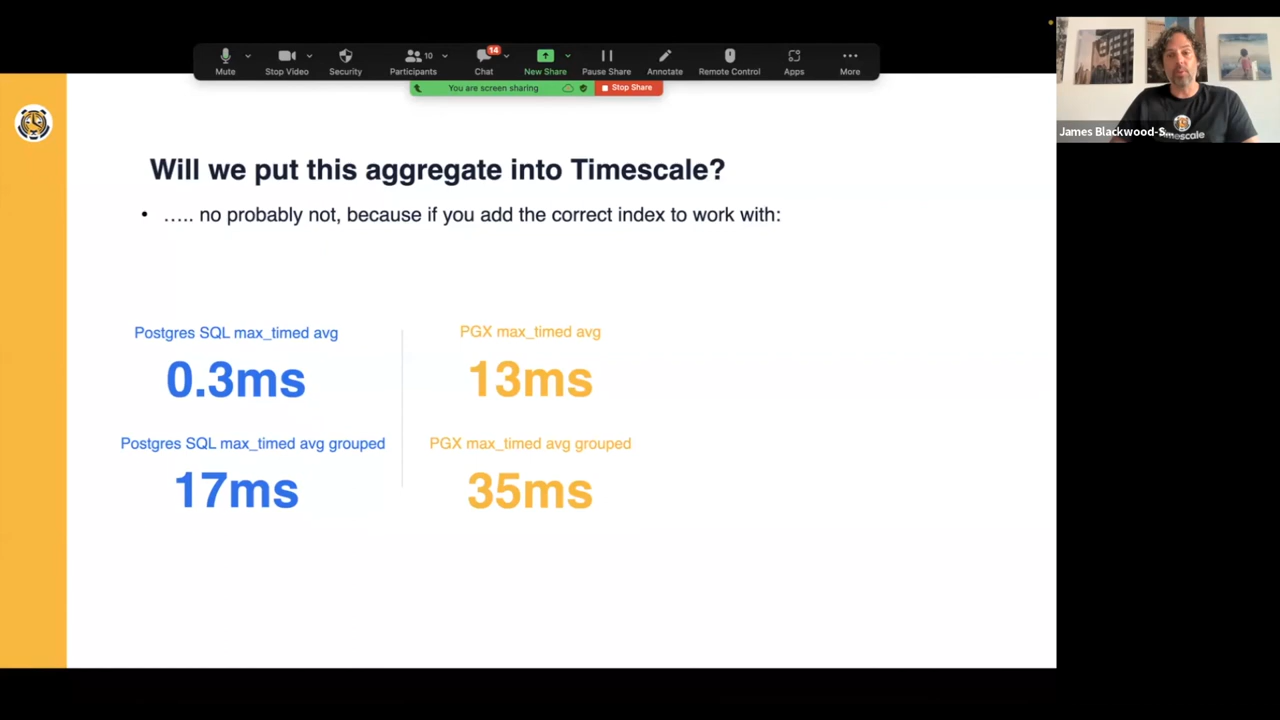 10
14
Mute
Stop Video
Security
Participants
Chat
New Share
Pause Share
Annotate
Remote Control
Apps
More
You are screen sharing
Stop Share
James Blackwood-S...
mescale
Will we put this aggregate into Timescale?
• ….. no probably not, because if you add the correct index to work with:
Postgres SQL max_timed avg
PGX max_timed avg
0.3ms
13ms
Postgres SQL max_timed avg grouped
PGX max_timed avg grouped
17ms
35ms